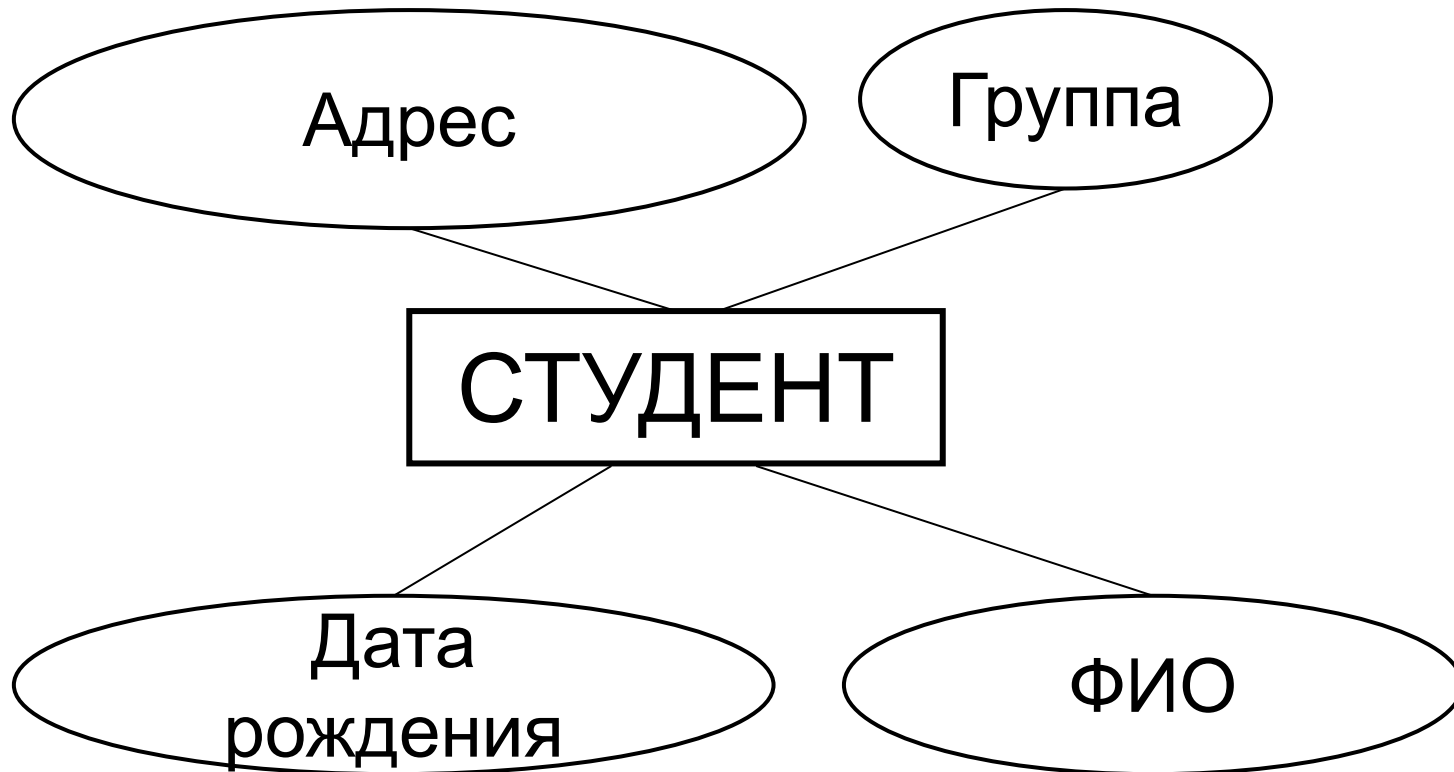 Адрес
Группа
СТУДЕНТ
Дата
рождения
ФИО